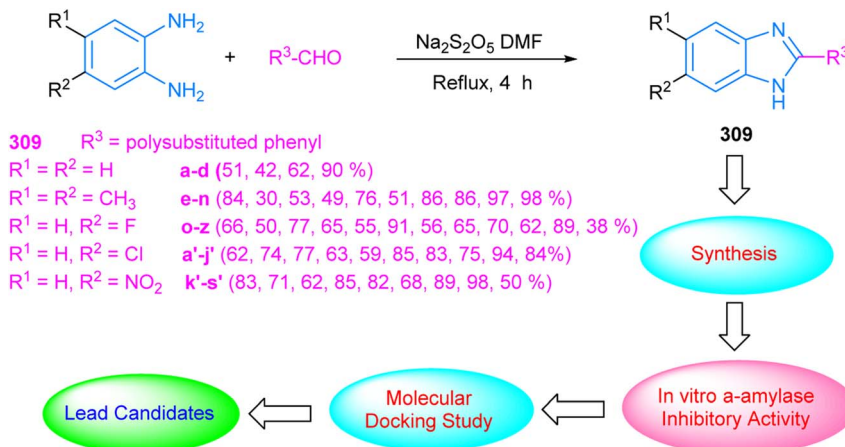 R¹
NH₂
R²
NH₂
+
R³-CHO
Na₂S₂O₅ DMF
Reflux, 4 h
R¹
N
R³
R²
N
H
309
309 R³ = polysubstituted phenyl
R¹ = R² = H a-d (51, 42, 62, 90 %)
R¹ = R² = CH₃ e-n (84, 30, 53, 49, 76, 51, 86, 86, 97, 98 %)
R¹ = H, R² = F o-z (66, 50, 77, 65, 55, 91, 56, 65, 70, 62, 89, 38 %)
R¹ = H, R² = Cl a'-j' (62, 74, 77, 63, 59, 85, 83, 75, 94, 84%)
R¹ = H, R² = NO₂ k'-s' (83, 71, 62, 85, 82, 68, 89, 98, 50 %)
Synthesis
In vitro a-amylase
Inhibitory Activity
Molecular
Docking Study
Lead Candidates